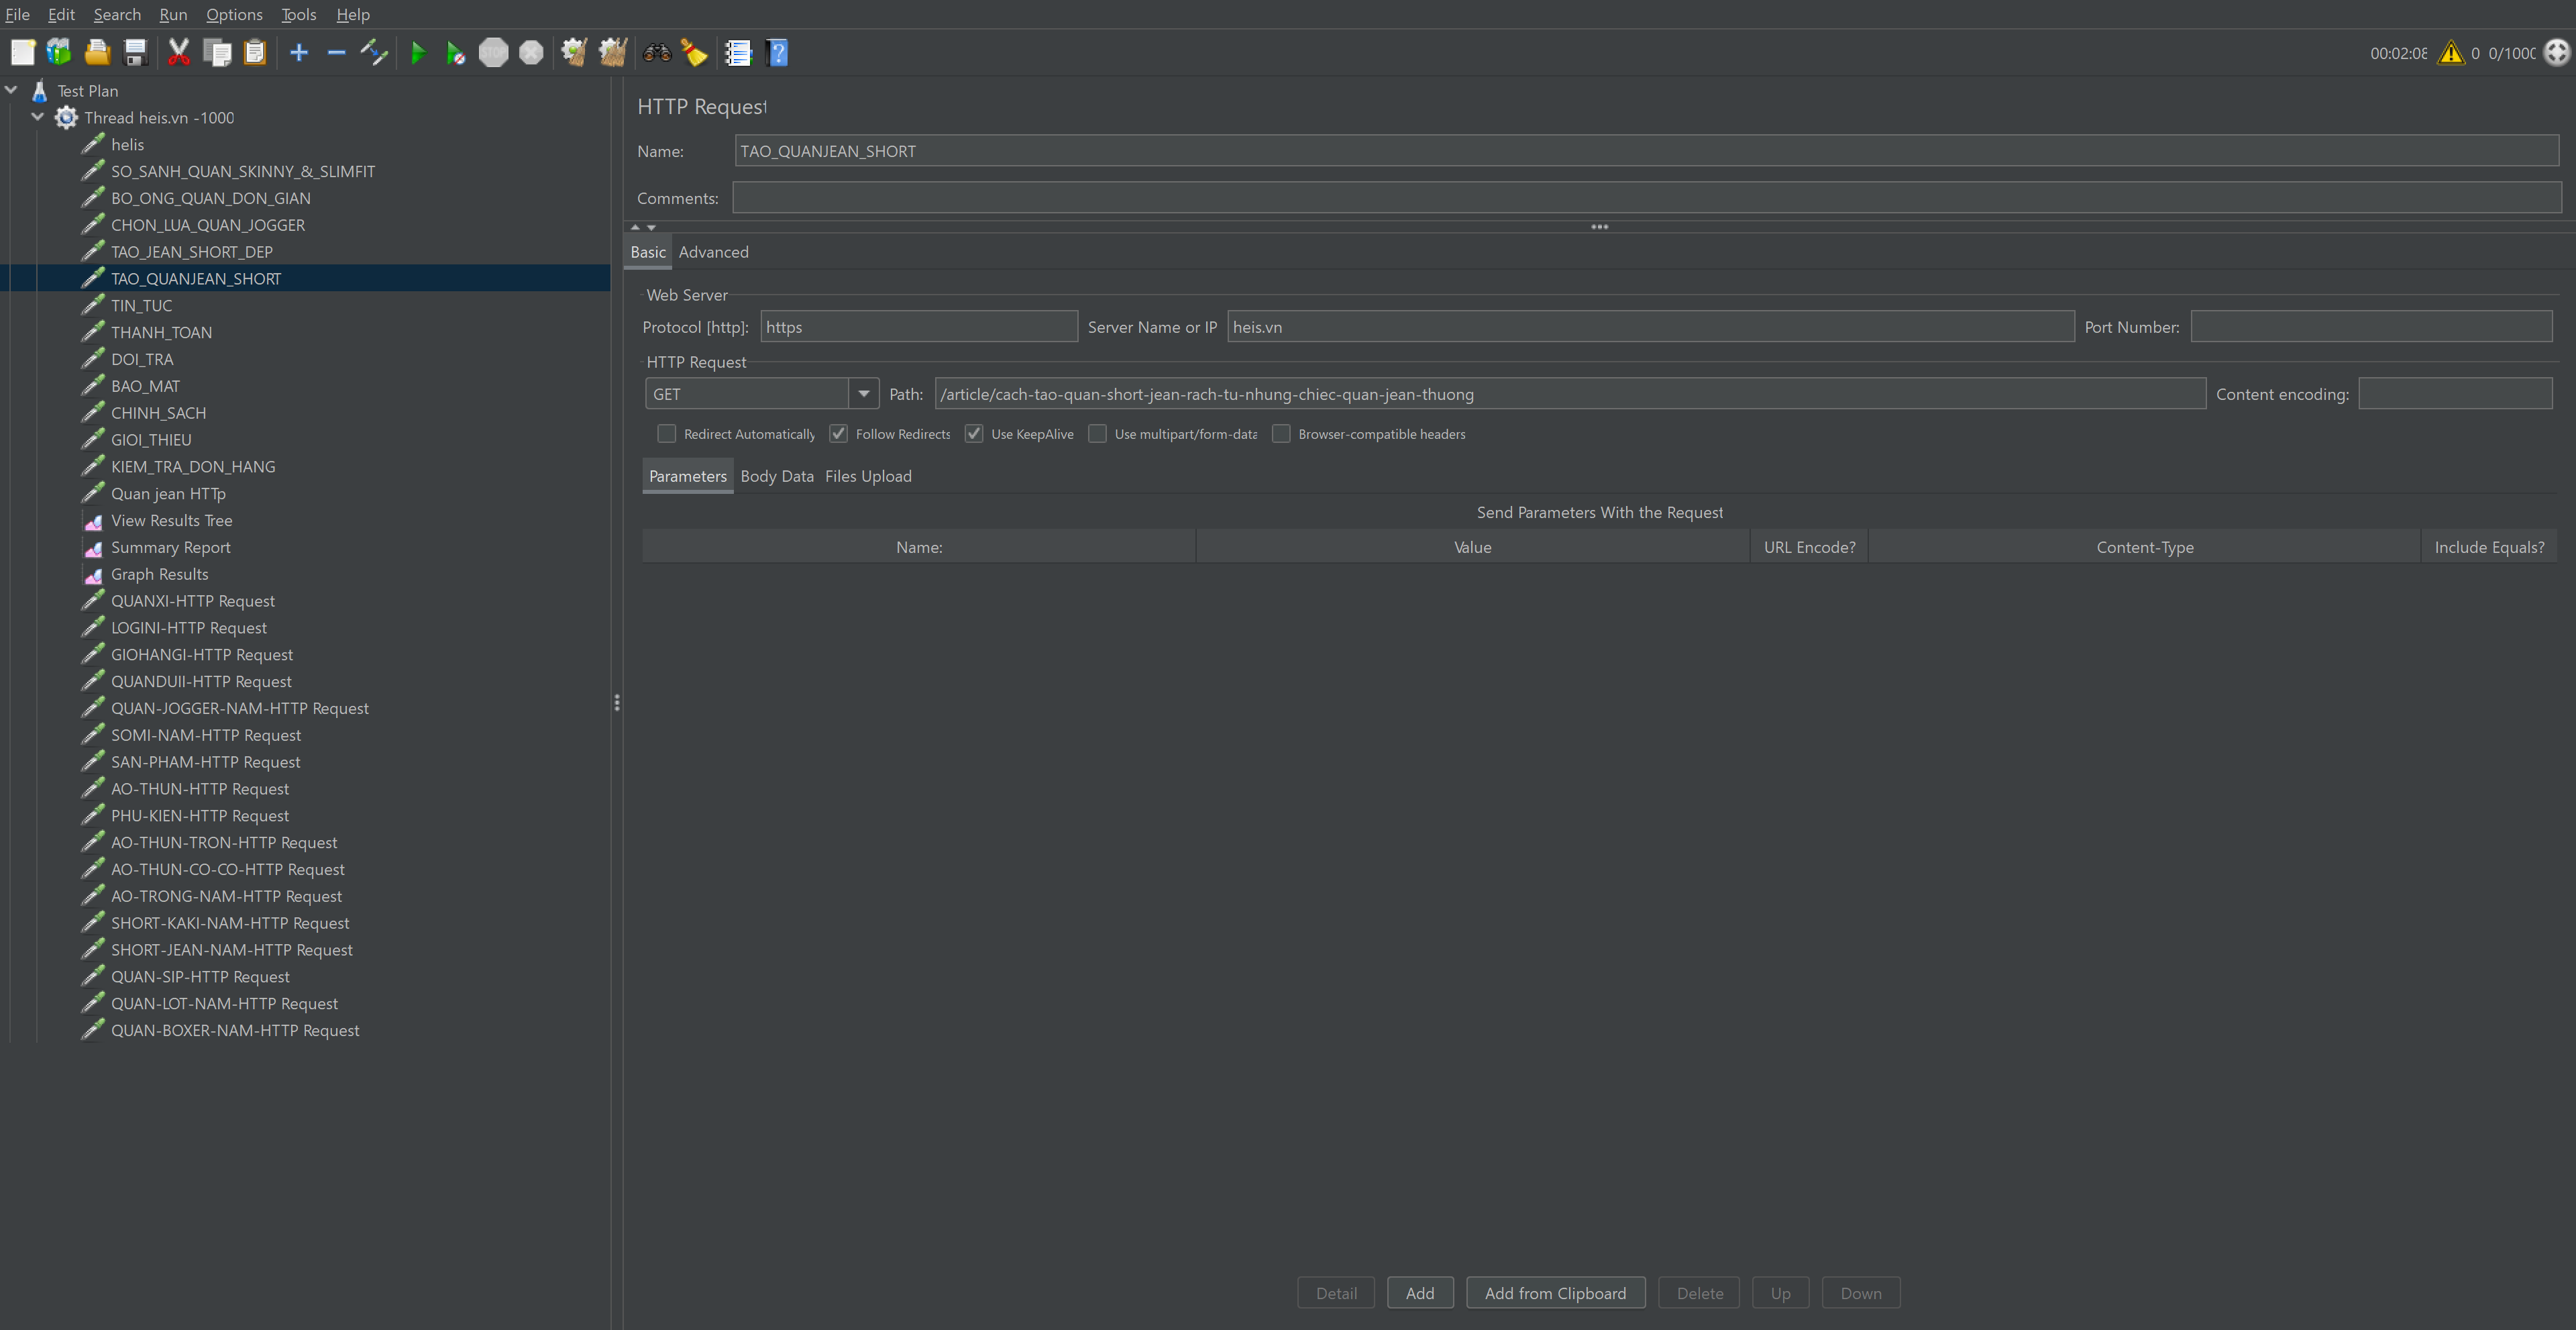 File Edit Search Run Options Tools Help
00:02:08 0 0/1000
Test Plan
Thread heis.vn -1000
helis
SO_SANH_QUAN_SKINNY_&_SLIMFIT
BO_ONG_QUAN_DON_GIAN
CHON_LUA_QUAN_JOGGER
TAO_JEAN_SHORT_DEP
TAO_QUANJEAN_SHORT
TIN_TUC
THANH_TOAN
DOI_TRA
BAO_MAT
CHINH_SACH
GIOI_THIEU
KIEM_TRA_DON_HANG
Quan jean HTTp
View Results Tree
Summary Report
Graph Results
QUANXI-HTTP Request
LOGINI-HTTP Request
GIOHANGI-HTTP Request
QUANDUII-HTTP Request
QUAN-JOGGER-NAM-HTTP Request
SOMI-NAM-HTTP Request
SAN-PHAM-HTTP Request
AO-THUN-HTTP Request
PHU-KIEN-HTTP Request
AO-THUN-TRON-HTTP Request
AO-THUN-CO-CO-HTTP Request
AO-TRONG-NAM-HTTP Request
SHORT-KAKI-NAM-HTTP Request
SHORT-JEAN-NAM-HTTP Request
QUAN-SIP-HTTP Request
QUAN-LOT-NAM-HTTP Request
QUAN-BOXER-NAM-HTTP Request
HTTP Request
Name: TAO_QUANJEAN_SHORT
Comments:
Basic Advanced
Web Server
Protocol [http]: https Server Name or IP heis.vn Port Number:
HTTP Request
GET Path: /article/cach-tao-quan-short-jean-rach-tu-nhung-chiec-quan-jean-thuong Content encoding:
Redirect Automatically Follow Redirects Use KeepAlive Use multipart/form-data Browser-compatible headers
Parameters Body Data Files Upload
Send Parameters With the Request
Name: Value URL Encode? Content-Type Include Equals?
Detail Add Add from Clipboard Delete Up Down